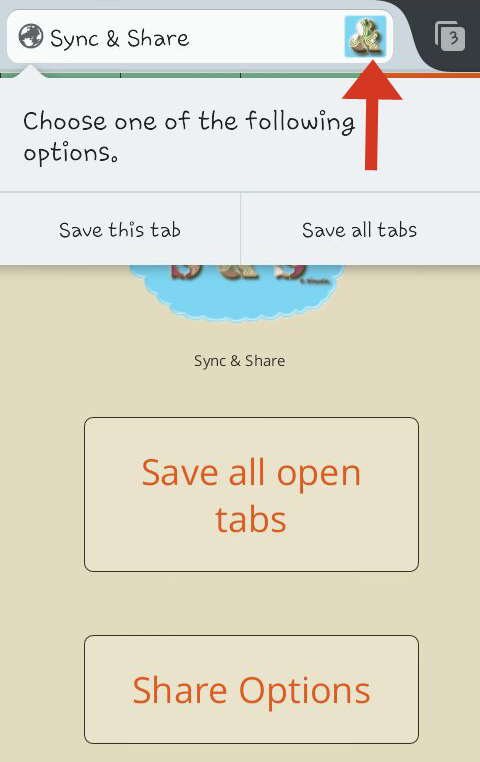 Sync & Share
&
3
Choose one of the following
options.
Save this tab
Save all tabs
S & S
Sync & Share
Save all open
tabs
Share Options